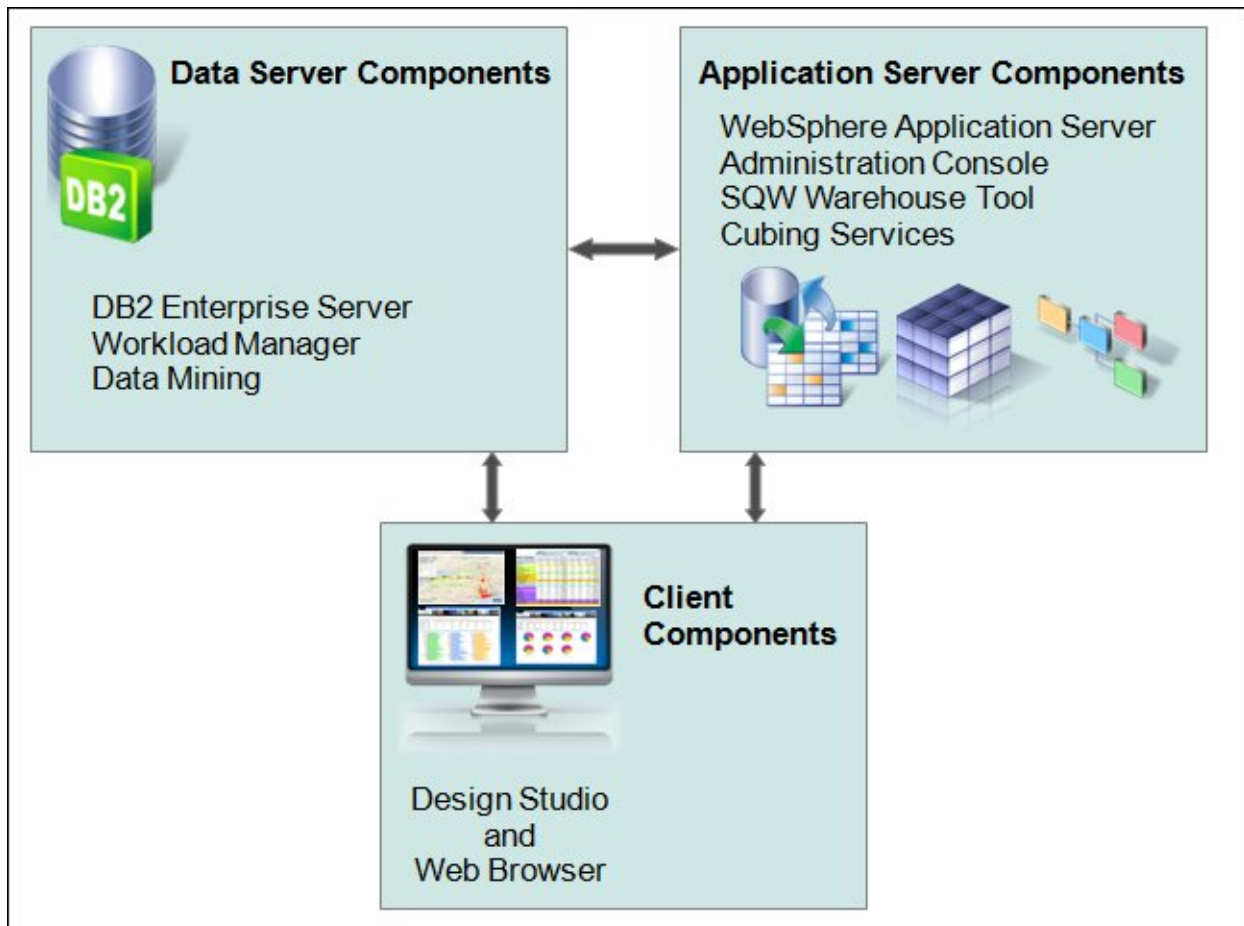 Data Server Components
DB2
DB2 Enterprise Server
Workload Manager
Data Mining
Application Server Components
WebSphere Application Server
Administration Console
SQW Warehouse Tool
Cubing Services
Client
Components
Design Studio
and
Web Browser